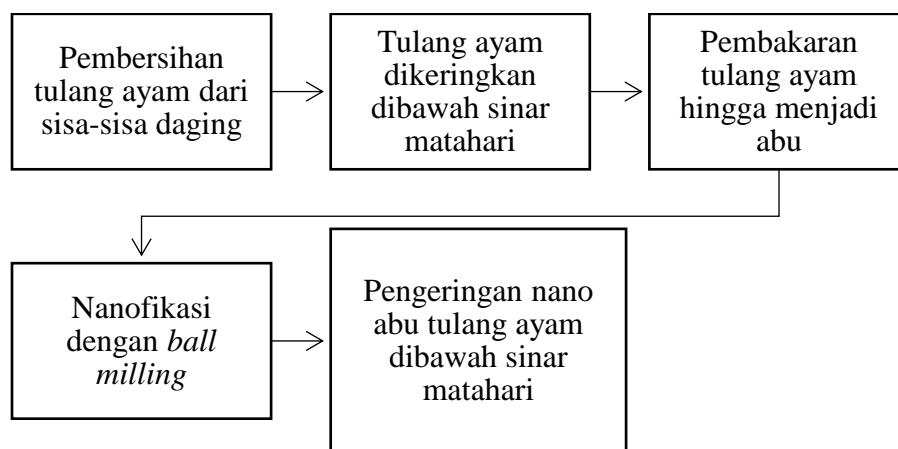 Pembersihan
tulang ayam dari
sisa-sisa daging
Tulang ayam
dikeringkan
dibawah sinar
matahari
Pembakaran
tulang ayam
hingga menjadi
abu
Nanofikasi
dengan ball
milling
Pengeringan nano
abu tulang ayam
dibawah sinar
matahari